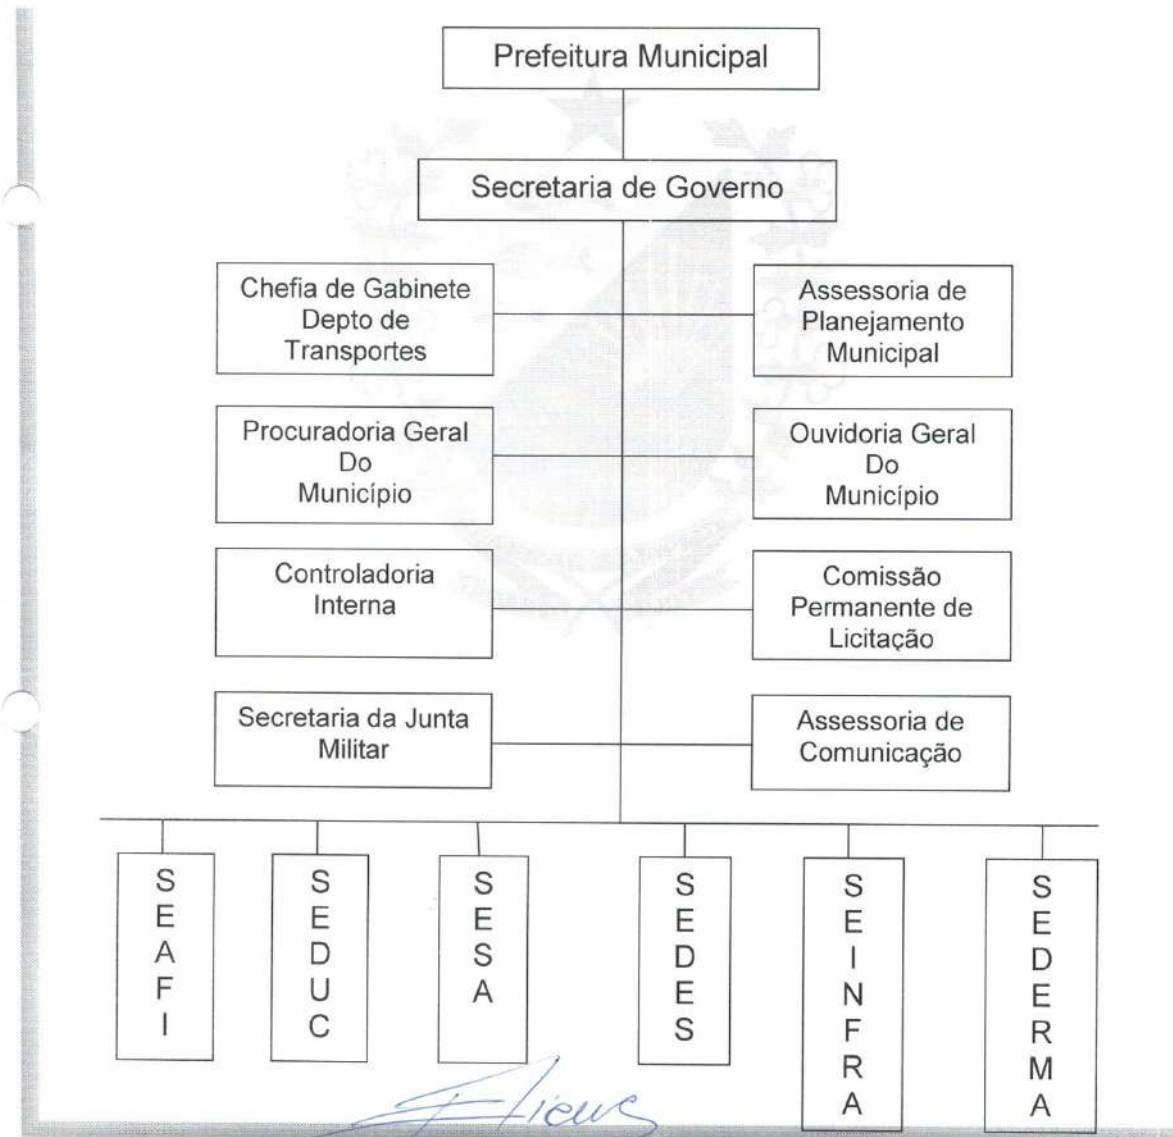 Prefeitura Municipal
Secretaria de Governo
Chefia de Gabinete
Depto de
Transportes
Assessoria de
Planejamento
Municipal
Procuradoria Geral
Do
Município
Ouvidoria Geral
Do
Município
Controladoria
Interna
Comissão
Permanente de
Licitação
Secretaria da Junta
Militar
Assessoria de
Comunicação
SEAFI
SEDUC
SESA
SEDES
SEINFRA
SEDERMA